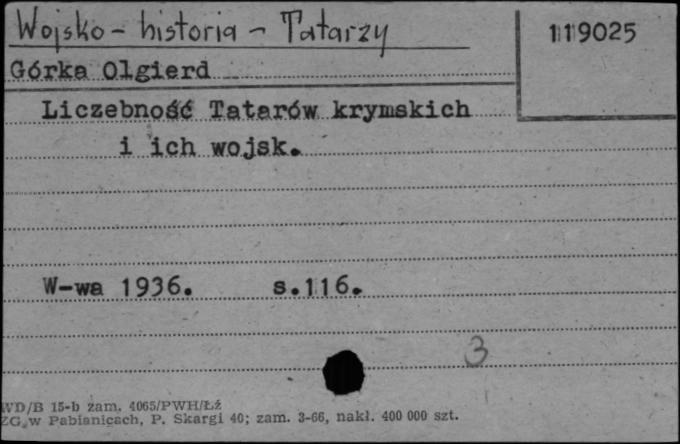 Wojsko - historia - Tatarzy
119025
Górka Olgierd
Liczebność Tatarów krymskich
i ich wojsk.
W-wa 1936. s.116.
3
WD/B 15-b zam. 4065/PWH/Łź
ZG. w Pabianicach, P. Skargi 40; zam. 3-66, nakł. 400 000 szt.